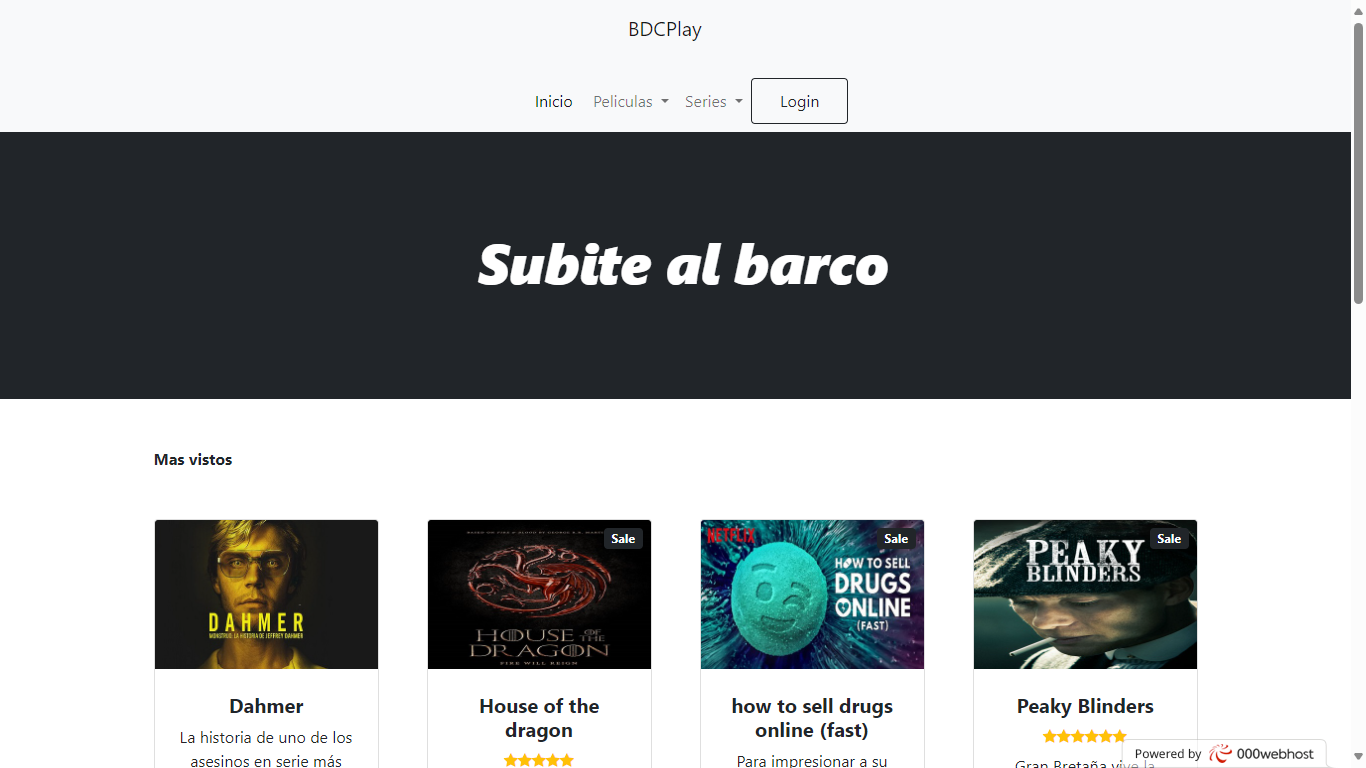 BDCPlay
Inicio
Peliculas
Series
Login
Subite al barco
Mas vistos
DAHMER
MONSTRUO: LA HISTORIA DE JEFFREY DAHMER
Dahmer
La historia de uno de los
asesinos en serie más
Sale
HOUSE OF THE
DRAGON
FIRE WILL REIGN
House of the
dragon
NETFLIX
Sale
HOW TO SELL
DRUGS
ONLINE
(FAST)
how to sell drugs
online (fast)
Para impresionar a su
Sale
PEAKY
BLINDERS
Peaky Blinders
Gran Bretaña vive la
Powered by 000webhost